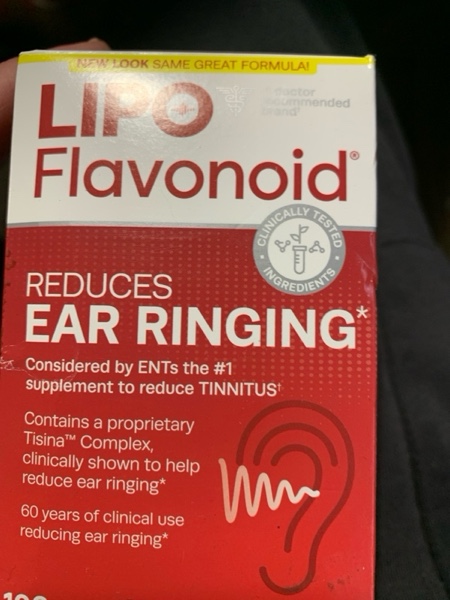 NEW LOOK SAME GREAT FORMULA!
LIPO
doctor
recommended
brand†
Flavonoid®
CLINICALLY TESTED
INGREDIENTS
REDUCES
EAR RINGING*
Considered by ENTs the #1
supplement to reduce TINNITUS†
Contains a proprietary
Tisina™ Complex,
clinically shown to help
reduce ear ringing*
60 years of clinical use
reducing ear ringing*